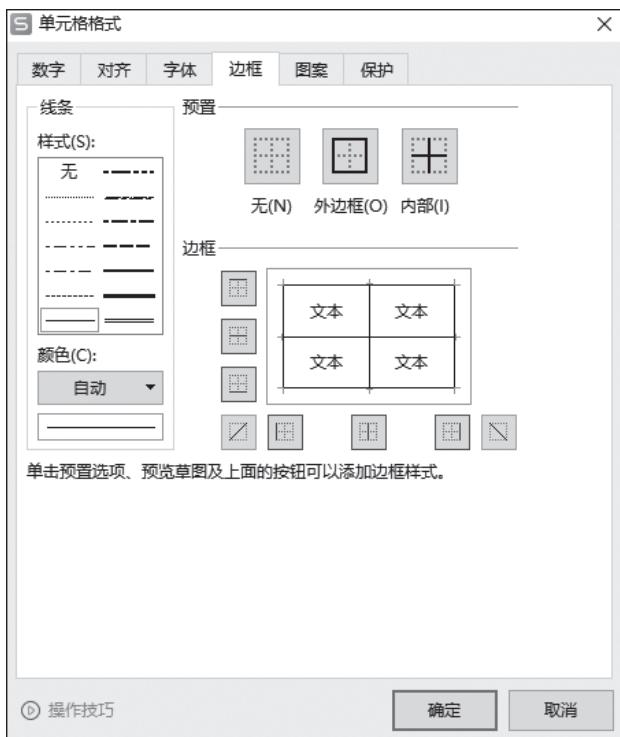 S 单元格格式
数字 对齐 字体 边框 图案 保护
线条
样式(S):
无
颜色(C):
自动
预置
无(N) 外边框(O) 内部(I)
边框
文本 文本
文本 文本
单击预置选项、预览草图及上面的按钮可以添加边框样式。
操作技巧
确定 取消